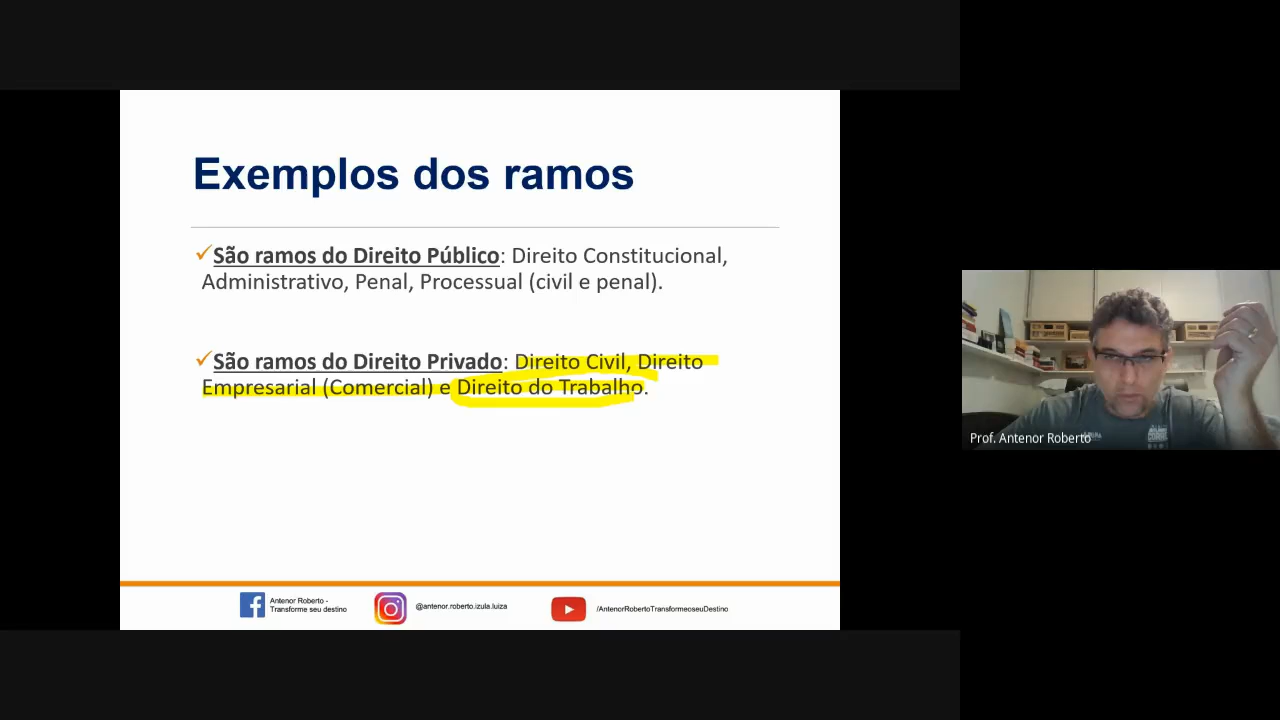 Exemplos dos ramos
São ramos do Direito Público: Direito Constitucional,
Administrativo, Penal, Processual (civil e penal).
São ramos do Direito Privado: Direito Civil, Direito
Empresarial (Comercial) e Direito do Trabalho.
Antenor Roberto -
Transforme seu destino
@antenor.roberto.izula.luiza
/AntenorRobertoTransformeoseuDestino
Prof. Antenor Roberto